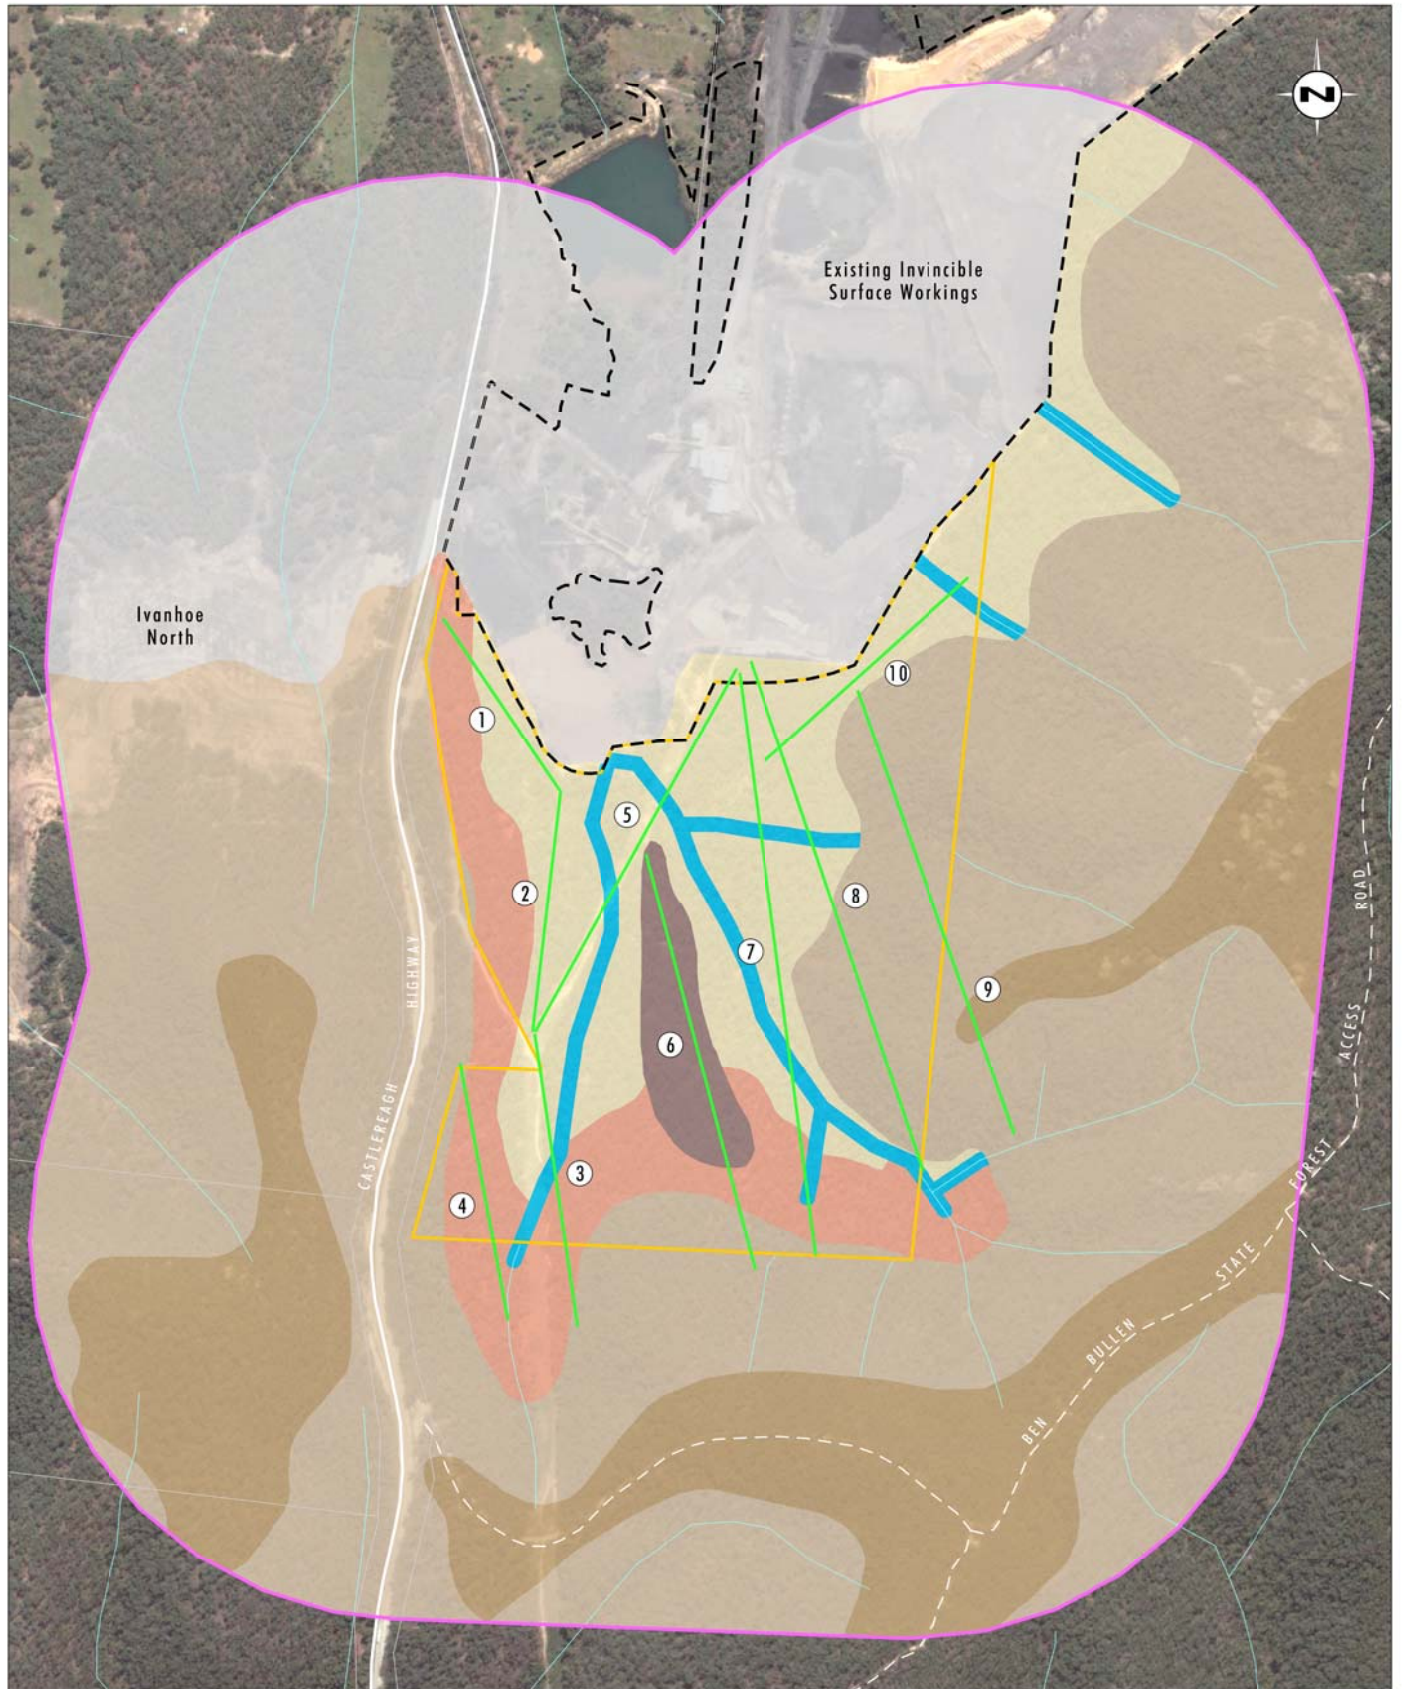 N
Existing Invincible
Surface Workings
Ivanhoe
North
1
10
5
2
8
7
HIGHWAY
9
6
CASTLEREAGH
3
4
ROAD
ACCESS
FOREST
STATE
BULLEN
BEN